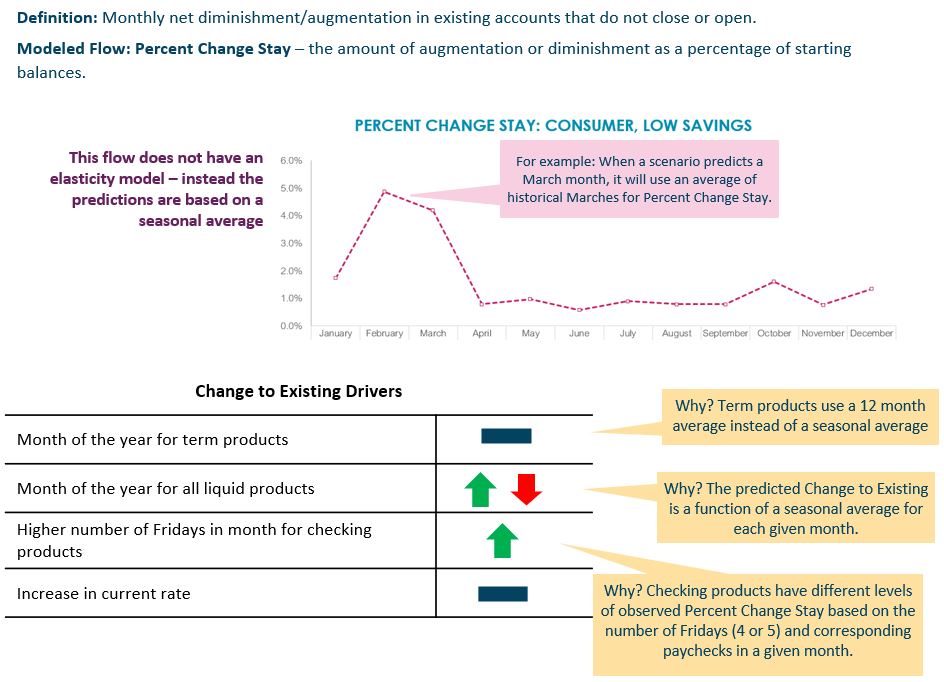 Definition: Monthly net diminishment/augmentation in existing accounts that do not close or open.
Modeled Flow: Percent Change Stay – the amount of augmentation or diminishment as a percentage of starting
balances.
PERCENT CHANGE STAY: CONSUMER, LOW SAVINGS
This flow does not have an
elasticity model – instead the
predictions are based on a
seasonal average
For example: When a scenario predicts a
March month, it will use an average of
historical Marches for Percent Change Stay.
6.0%
5.0%
4.0%
3.0%
2.0%
1.0%
0.0%
January February March April May June July August September October November December
Change to Existing Drivers
Month of the year for term products
Why? Term products use a 12 month
average instead of a seasonal average
Month of the year for all liquid products
Why? The predicted Change to Existing
is a function of a seasonal average for
each given month.
Higher number of Fridays in month for checking
products
Increase in current rate
Why? Checking products have different levels
of observed Percent Change Stay based on the
number of Fridays (4 or 5) and corresponding
paychecks in a given month.